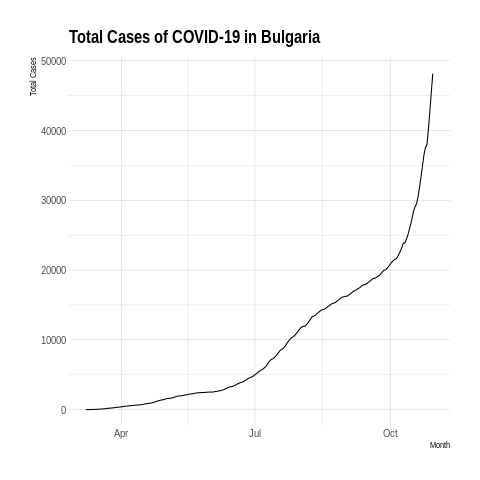 Total Cases of COVID-19 in Bulgaria
Total Cases
50000
40000
30000
20000
10000
0
Apr
Jul
Oct
Month